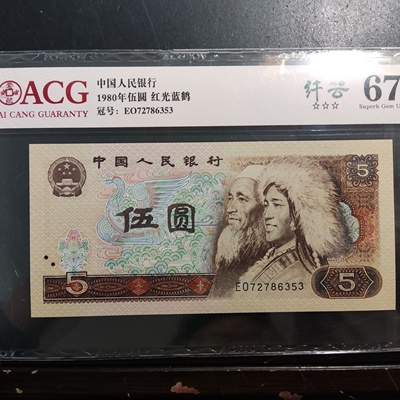 ACG
AI CANG GUARANTY
中国人民银行
1980年伍圆 红光蓝鹤
冠号: EO72786353
纤云
☆☆☆
67
Superb Gem U
中国人民银行
5
伍圆
5
EO72786353
5